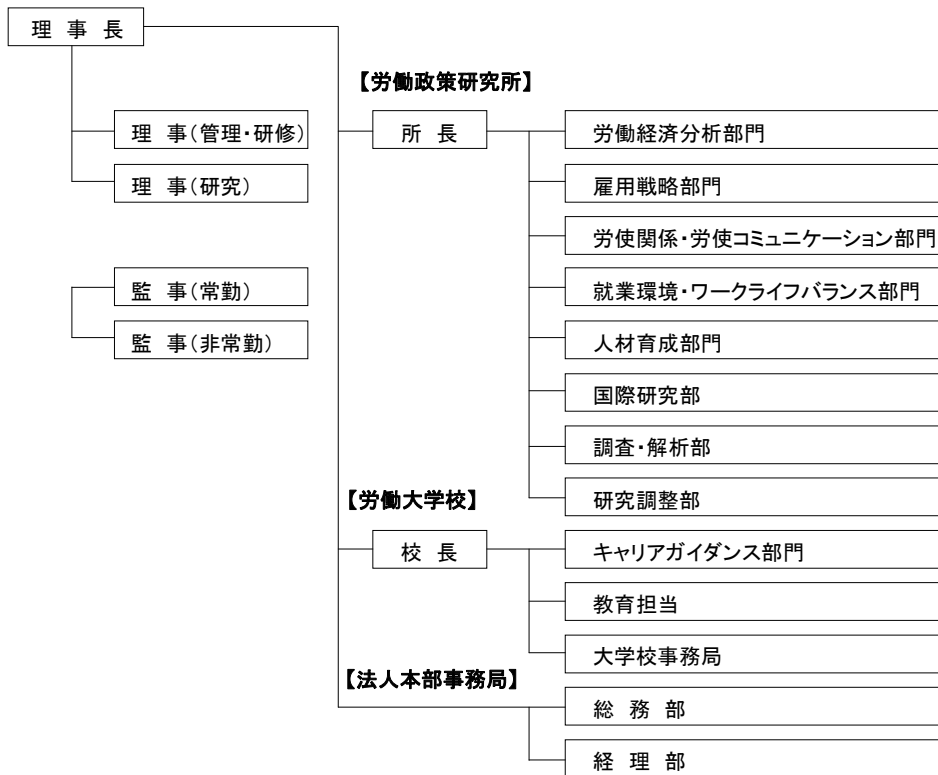 理 事 長
理 事(管理・研修)
理 事(研究)
監 事(常勤)
監 事(非常勤)
【労働政策研究所】
所 長
労働経済分析部門
雇用戦略部門
労使関係・労使コミュニケーション部門
就業環境・ワークライフバランス部門
人材育成部門
国際研究部
調査・解析部
研究調整部
【労働大学校】
校 長
キャリアガイダンス部門
教育担当
大学校事務局
【法人本部事務局】
総 務 部
経 理 部